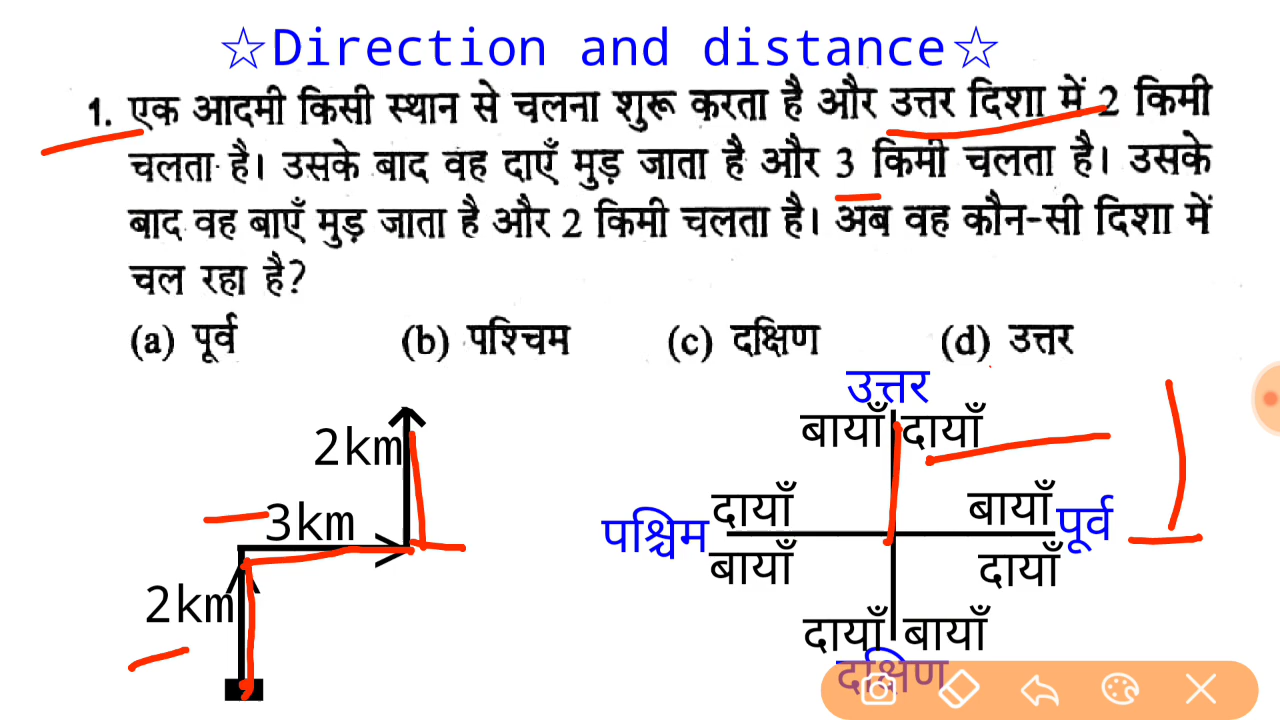 ☆Direction and distance☆
1. एक आदमी किसी स्थान से चलना शुरू करता है और उत्तर दिशा में 2 किमी
चलता है। उसके बाद वह दाएँ मुड़ जाता है और 3 किमी चलता है। उसके
बाद वह बाएँ मुड़ जाता है और 2 किमी चलता है। अब वह कौन-सी दिशा में
चल रहा है?
(a) पूर्व (b) पश्चिम (c) दक्षिण (d) उत्तर
2km
3km
2km
उत्तर
बायाँ दायाँ
दायाँ बायाँ
पश्चिम पूर्व
बायाँ दायाँ
दायाँ बायाँ
दक्षिण